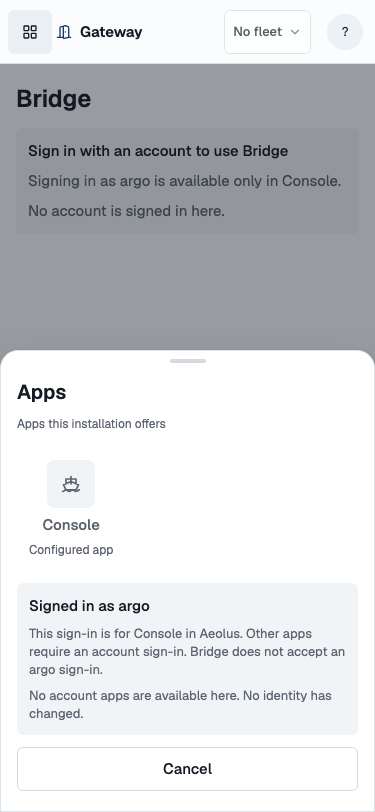 Gateway
No fleet
?
Bridge
Sign in with an account to use Bridge
Signing in as argo is available only in Console.
No account is signed in here.
Apps
Apps this installation offers
Console
Configured app
Signed in as argo
This sign-in is for Console in Aeolus. Other apps
require an account sign-in. Bridge does not accept an
argo sign-in.
No account apps are available here. No identity has
changed.
Cancel